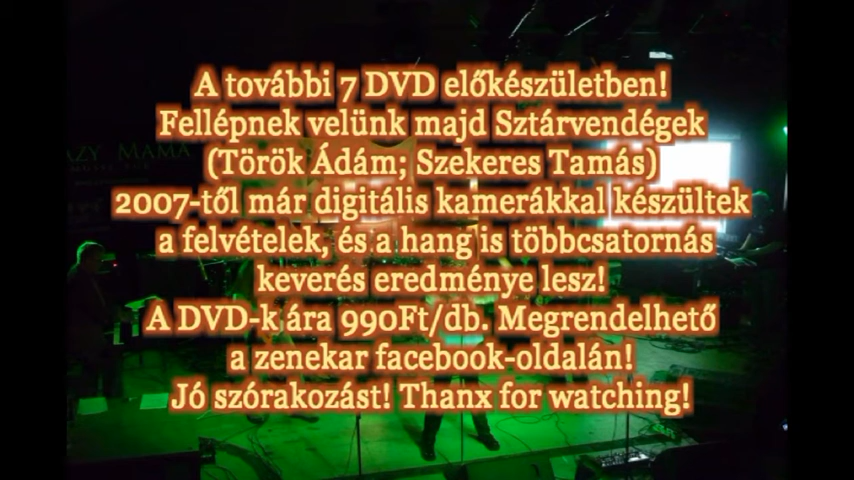 A további 7 DVD előkészületben!
Fellépnek velünk majd Sztárvendégek
(Török Ádám; Szekeres Tamás)
2007-től már digitális kamerákkal készültek
a felvételek, és a hang is többcsatornás
keverés eredménye lesz!
A DVD-k ára 990Ft/db. Megrendelhető
a zenekar facebook-oldalán!
Jó szórakozást! Thanx for watching!
AZY MAMA